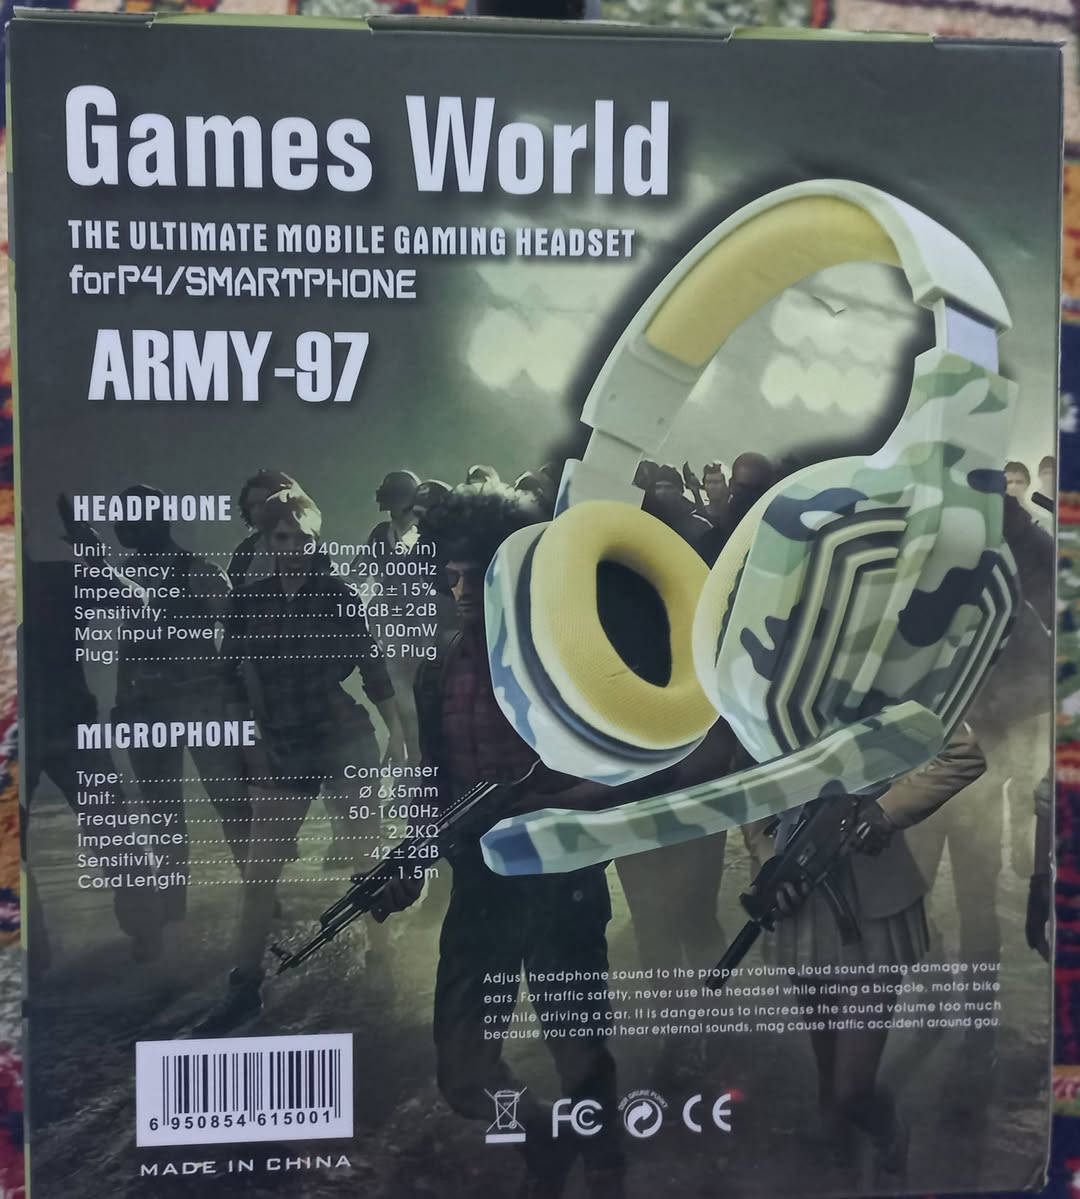 Games World
THE ULTIMATE MOBILE GAMING HEADSET
forP4/SMARTPHONE
ARMY-97
HEADPHONE
Unit: ........................... Ø40mm(1.57in)
Frequency: ...................... 20-20,000Hz
Impedance:....................... 32Ω±15%
Sensitivity: .......................... 108dB±2dB
Max Input Power: ..................... 100mW
Plug: ................................... 3.5 Plug
MICROPHONE
Type: .............................. Condenser
Unit: ................................. Ø 6x5mm
Frequency: ....................... 50-1600Hz
Impedance: ............................. 2.2KΩ
Sensitivity: ........................... -42±2dB
Cord Length: ............................. 1.5m
Adjust headphone sound to the proper volume,loud sound mag damage your
ears. For traffic safety, never use the headset while riding a bicgcle, motor bike
or while driving a car. It is dangerous to increase the sound volume too much
because you can not hear external sounds, mag cause traffic accident around gou.
6 950854 615001
FC CE
MADE IN CHINA